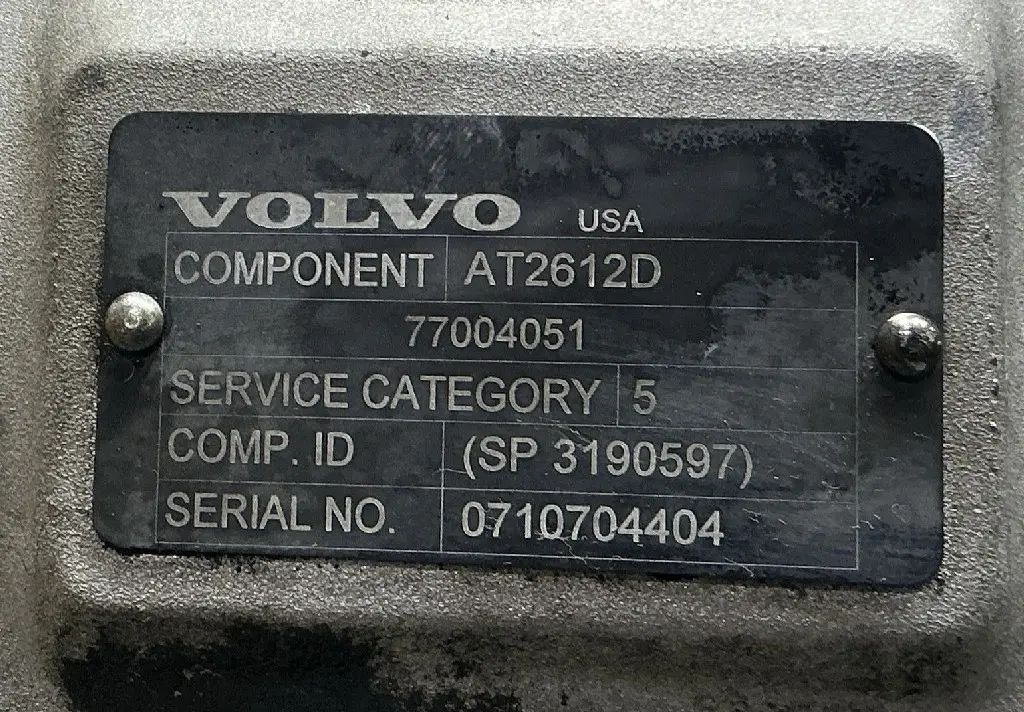 VOLVO USA
COMPONENT AT2612D
77004051
SERVICE CATEGORY 5
COMP. ID (SP 3190597)
SERIAL NO. 0710704404